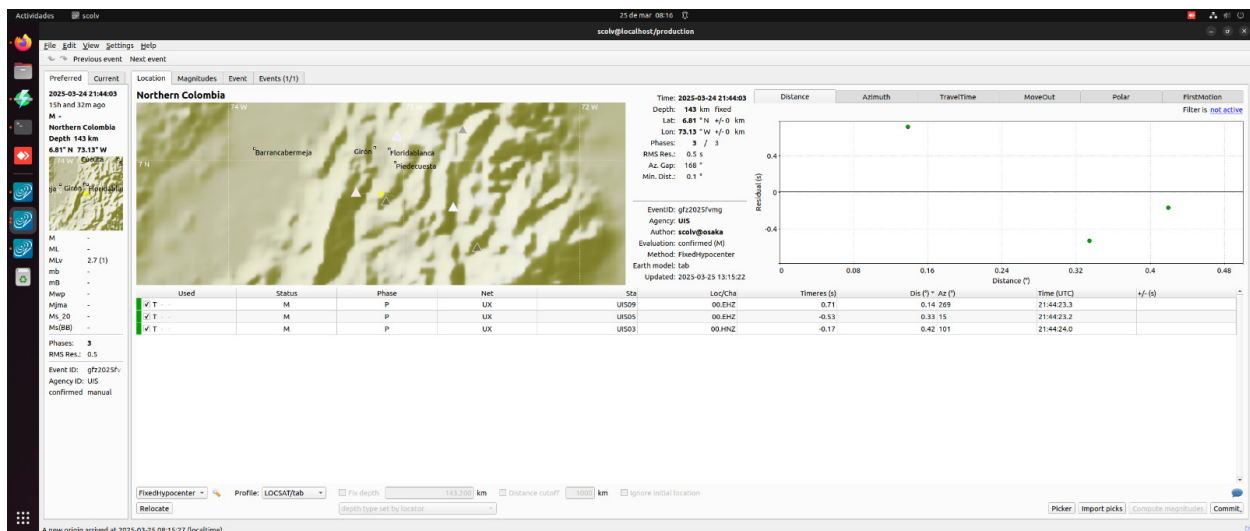 Actividades scolv 25 de mar 08:16
scolv@localhost/production
File Edit View Settings Help
Previous event Next event
Preferred Current
2025-03-24 21:44:03
15h and 32m ago
M -
Northern Colombia
Depth 143 km
6.81° N 73.13° W
74 W
Girón
M -
ML -
MLv 2.7 (1)
mb -
mB -
Mwp -
Mjma -
Ms_20 -
Ms(BB) -
Phases: 3
RMS Res.: 0.5
Event ID: gfz2025fv
Agency ID: UIS
confirmed manual
Location Magnitudes Event Events (1/1)
Northern Colombia
74 W 72 W
7 N
Barrancabermeja Girón Floridablanca
Piedecuesta
Time: 2025-03-24 21:44:03
Depth: 143 km fixed
Lat: 6.81 °N +/- 0 km
Lon: 73.13 °W +/- 0 km
Phases: 3 / 3
RMS Res.: 0.5 s
Az. Gap: 168 °
Min. Dist.: 0.1 °
EventID: gfz2025fvmg
Agency: UIS
Author: scolv@osaka
Evaluation: confirmed (M)
Method: FixedHypocenter
Earth model: tab
Updated: 2025-03-25 13:15:22
Distance Azimuth TravelTime MoveOut Polar FirstMotion
Filter is not active
Residual (s)
0.4
0
-0.4
0 0.08 0.16 0.24 0.32 0.4 0.48
Distance (°)
Used Status Phase Net Sta Loc/Cha Timeres (s) Dis (°) Az (°) Time (UTC) +/- (s)
T M P UX UIS09 00.EHZ 0.71 0.14 269 21:44:23.3
T M P UX UIS05 00.EHZ -0.53 0.33 15 21:44:23.2
T M P UX UIS03 00.HNZ -0.17 0.42 101 21:44:24.0
FixedHypocenter Profile: LOCSAT/tab Fix depth 143.200 km Distance cutoff 1000 km Ignore initial location
Relocate depth type set by locator Picker Import picks Compute magnitudes Commit
A new origin arrived at 2025-03-25 08:15:27 (localtime)